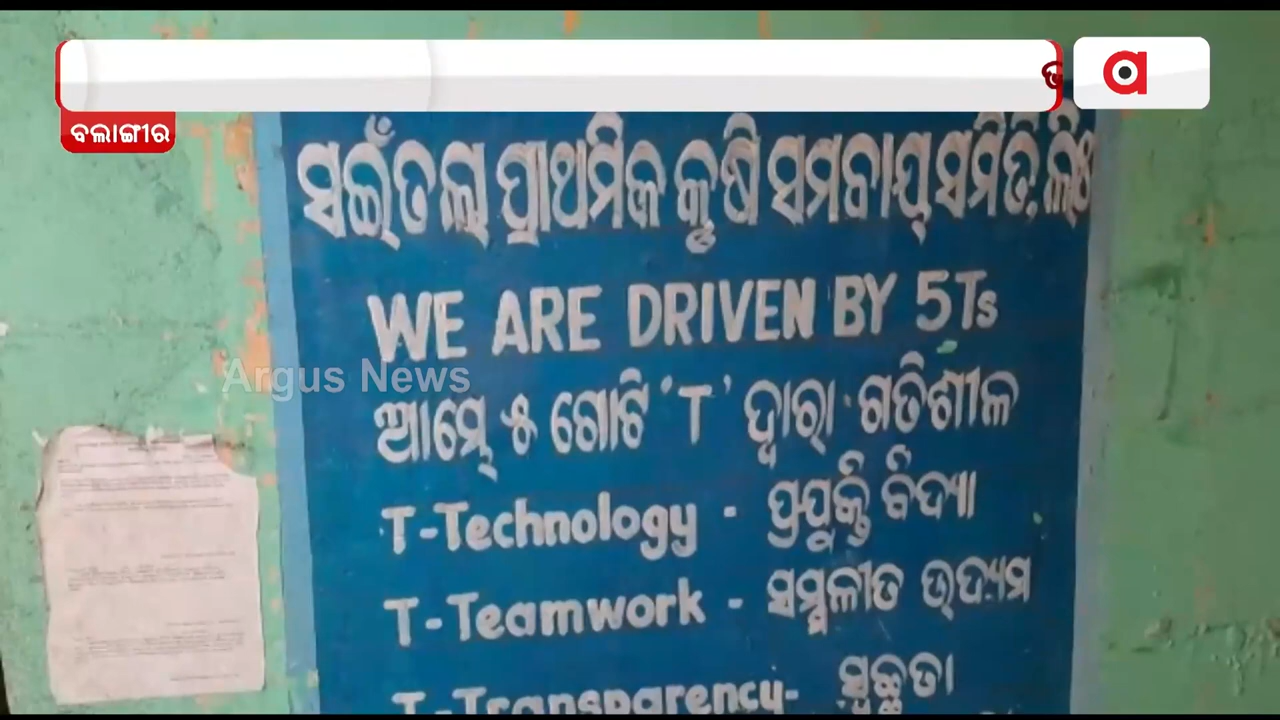 ବଲାଙ୍ଗୀର
ସଇଁତଲା ପ୍ରାଥମିକ କୃଷି ସମବାୟ ସମିତି, ଲିଃ
WE ARE DRIVEN BY 5Ts
Argus News
ଆମ୍ଭେ ୫ ଗୋଟି 'T' ଦ୍ୱାରା ଗତିଶୀଳ
T-Technology - ପ୍ରଯୁକ୍ତି ବିଦ୍ୟା
T-Teamwork - ସମ୍ମଳୀତ ଉଦ୍ୟମ
T-Transparency- ସ୍ୱଚ୍ଛତା